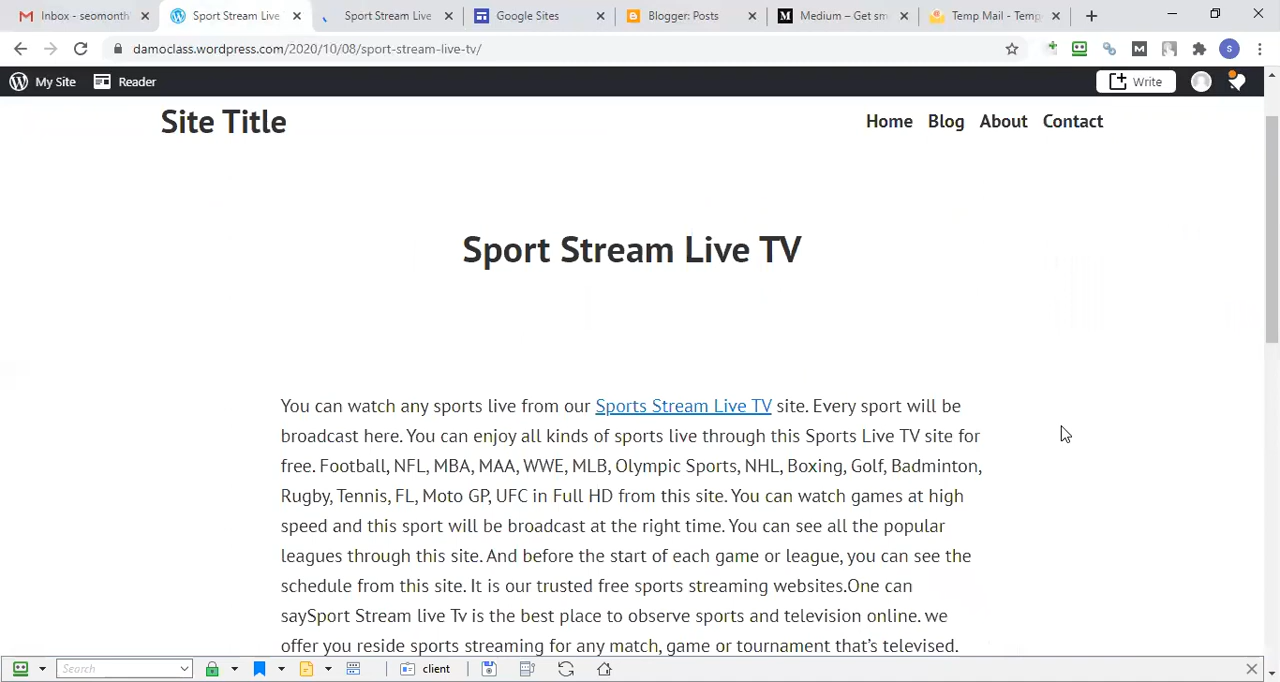 Inbox - seomonth
Sport Stream Live
Sport Stream Live
Google Sites
Blogger: Posts
Medium – Get sm
Temp Mail - Temp
damoclass.wordpress.com/2020/10/08/sport-stream-live-tv/
My Site
Reader
Write
Site Title
Home Blog About Contact
Sport Stream Live TV
You can watch any sports live from our Sports Stream Live TV site. Every sport will be
broadcast here. You can enjoy all kinds of sports live through this Sports Live TV site for
free. Football, NFL, MBA, MAA, WWE, MLB, Olympic Sports, NHL, Boxing, Golf, Badminton,
Rugby, Tennis, FL, Moto GP, UFC in Full HD from this site. You can watch games at high
speed and this sport will be broadcast at the right time. You can see all the popular
leagues through this site. And before the start of each game or league, you can see the
schedule from this site. It is our trusted free sports streaming websites.One can
saySport Stream live Tv is the best place to observe sports and television online. we
offer you reside sports streaming for any match, game or tournament that’s televised.
Search
client